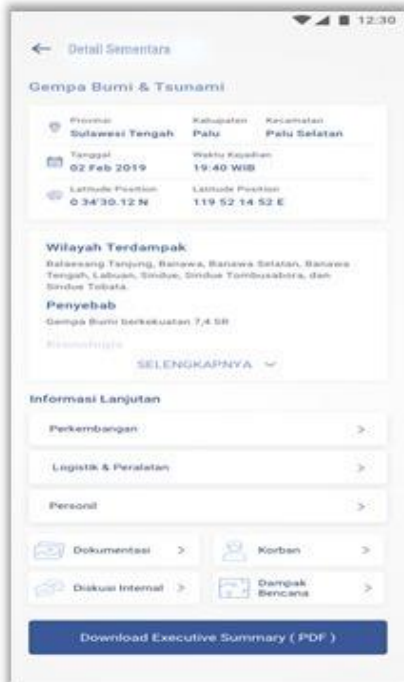 12:30
Detail Sementara
Gempa Bumi & Tsunami
Provinsi Kabupaten Kecamatan
Sulawesi Tengah Palu Palu Selatan
Tanggal Waktu Kejadian
02 Feb 2019 19:40 WIB
Latitude Position Latitude Position
0 34'30.12 N 119 52 14 52 E
Wilayah Terdampak
Balaesang Tanjung, Banawa, Banawa Selatan, Banawa
Tengah, Labuan, Sindue, Sindue Tombusabora, dan
Sindue Tobata.
Penyebab
Gempa Bumi berkekuatan 7,4 SR
Kronologis
SELENGKAPNYA
Informasi Lanjutan
Perkembangan
Logistik & Peralatan
Personil
Dokumentasi
Korban
Diskusi Internal
Dampak
Bencana
Download Executive Summary ( PDF )